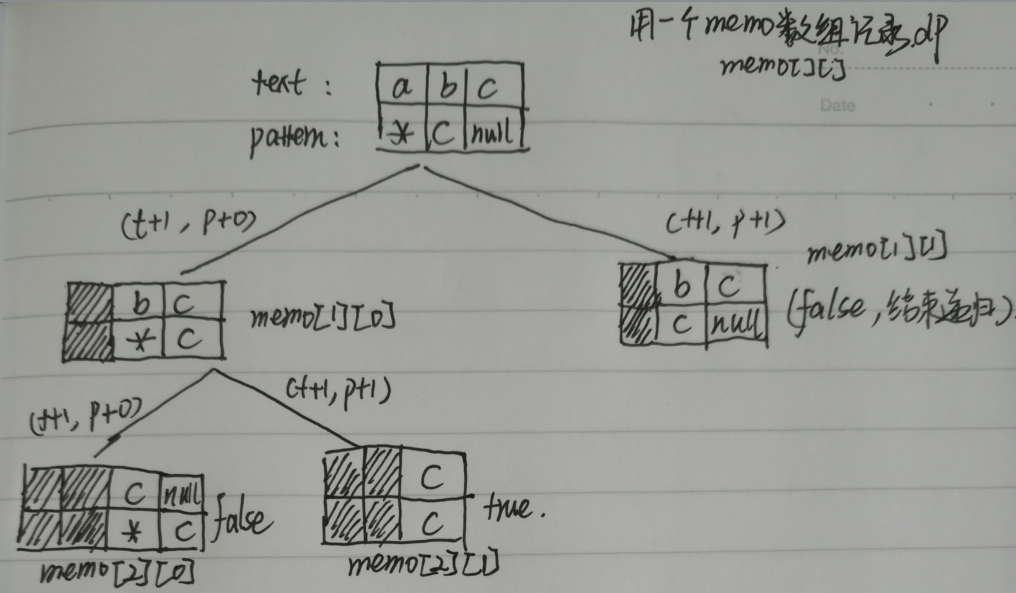 用一个memo数组记录dp
No.
memo[][]
Date
text : a b c
pattern: * C null
(t+1, p+0)
(t+1, p+1)
memo[1][1]
b c
c null
(false,结束递归)
b c
* c
memo[1][0]
(t+1, p+0)
(t+1, p+1)
c null
* c
false
memo[2][0]
c
c
true.
memo[2][1]